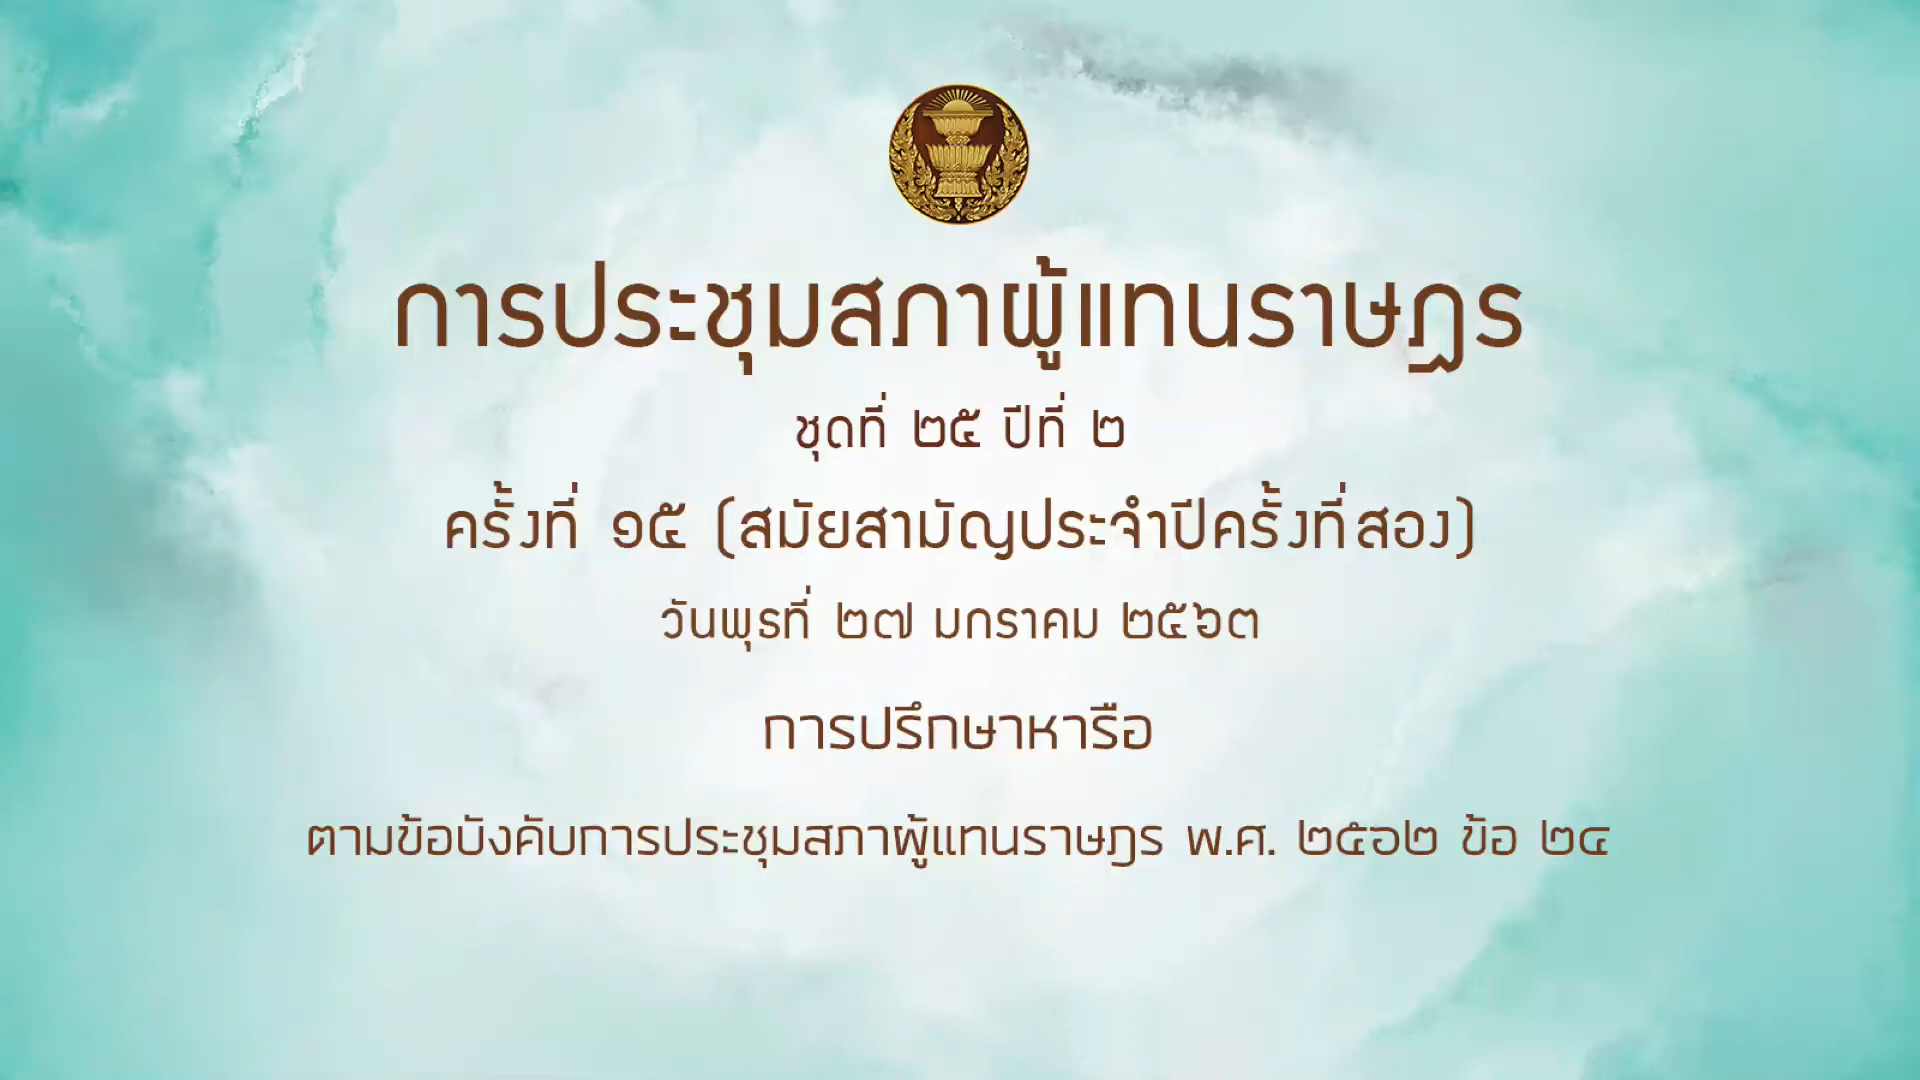 การประชุมสภาผู้แทนราษฎร
ชุดที่ ๒๕ ปีที่ ๒
ครั้งที่ ๑๕ (สมัยสามัญประจำปีครั้งที่สอง)
วันพุธที่ ๒๗ มกราคม ๒๕๖๓
การปรึกษาหารือ
ตามข้อบังคับการประชุมสภาผู้แทนราษฎร พ.ศ. ๒๕๖๒ ข้อ ๒๔